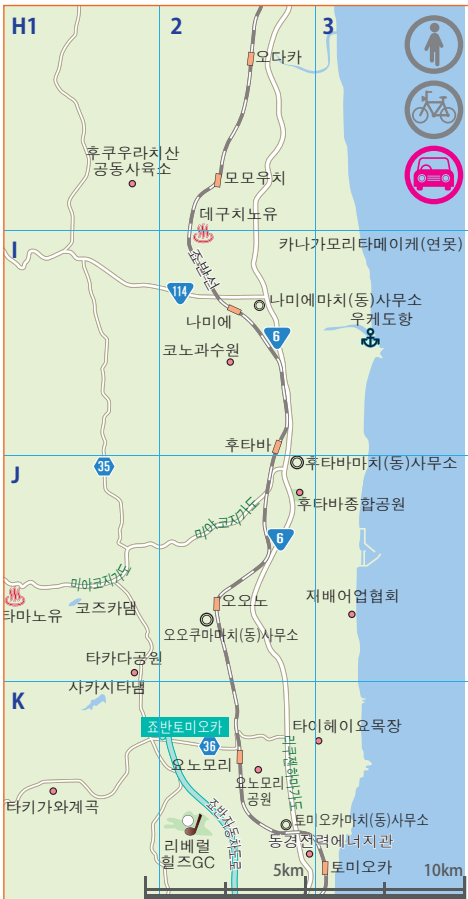 H1
2
3
오다카
후쿠우라치산
공동사육소
모모우치
데구치노유
I
카나가모리타메이케(연못)
죠반선
114
나미에마치(동)사무소
나미에
우케도항
6
코노과수원
후타바
J
35
후타바마치(동)사무소
후타바종합공원
미야코지가도
6
미야코지가도
타마노유
코즈카댐
오오노
재배어업협회
오오쿠마마치(동)사무소
타카다공원
사카시타댐
K
죠반토미오카
36
타이헤이요목장
리쿠젠하마가도
요노모리
요노모리
공원
타키가와계곡
죠반자동차도로
리베럴
힐즈GC
토미오카마치(동)사무소
동경전력에너지관
토미오카
5km
10km